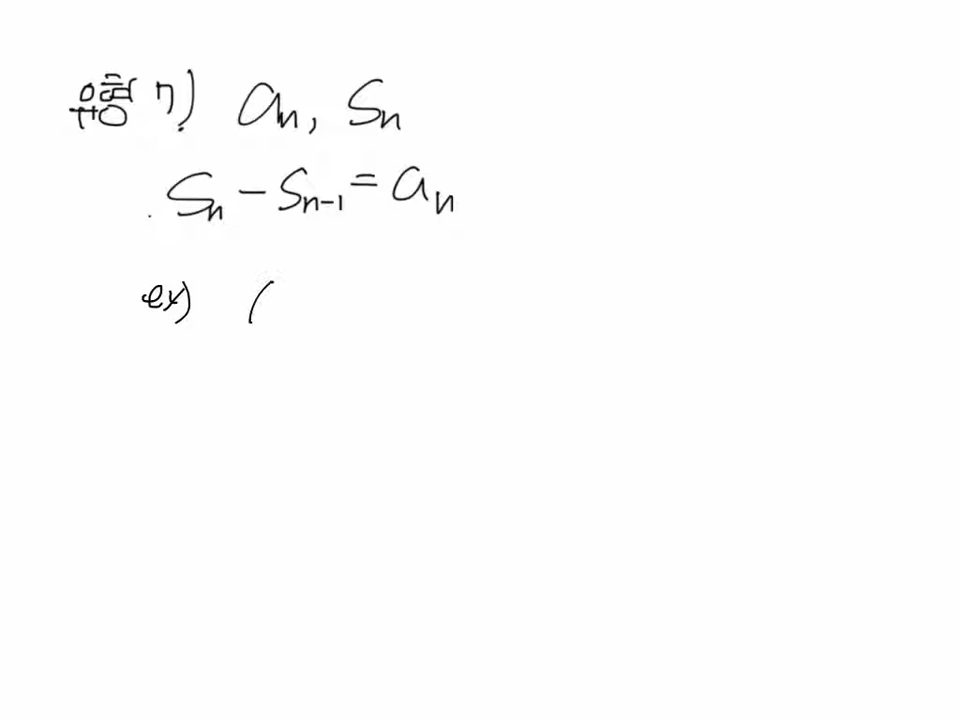 유형 7) an, Sn
Sn - Sn-1 = an
ex) (